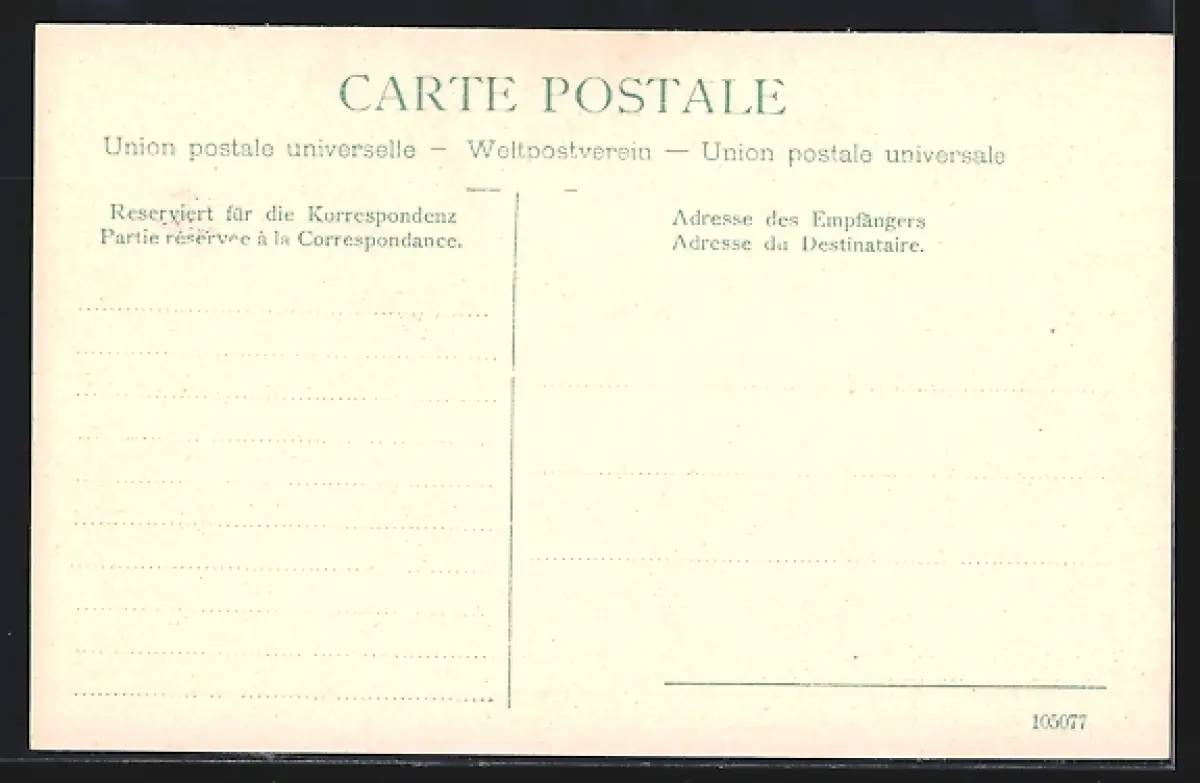 CARTE POSTALE
Union postale universelle — Weltpostverein — Union postale universale
Reserviert für die Korrespondenz
Partie réservée à la Correspondance.
Adresse des Empfängers
Adresse du Destinataire.
105077